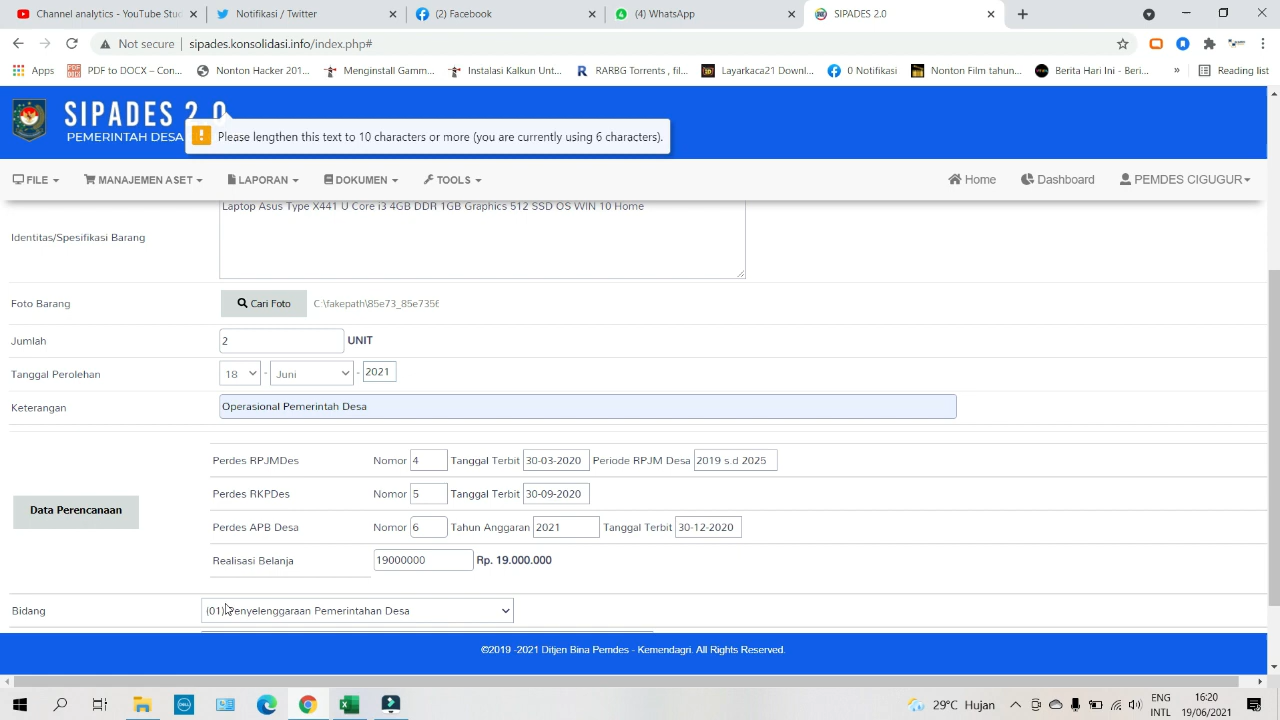 (2) Channel analytics - YouTube Stu
Notifikasi / Twitter
(2) Facebook
(4) WhatsApp
SIPADES 2.0
Not secure | sipades.konsolidasi.info/index.php#
Apps
PDF to DOCX – Con...
Nonton Hacker 201...
Menginstall Gamm...
Instalasi Kalkun Unt...
RARBG Torrents , fil...
Layarkaca21 Downl...
0 Notifikasi
Nonton Film tahun...
Berita Hari Ini - Beri...
»
Reading list
SIPADES 2.0
PEMERINTAH DESA
Please lengthen this text to 10 characters or more (you are currently using 6 characters).
FILE
MANAJEMEN ASET
LAPORAN
DOKUMEN
TOOLS
Home
Dashboard
PEMDES CIGUGUR
Laptop Asus Type X441 U Core i3 4GB DDR 1GB Graphics 512 SSD OS WIN 10 Home
Identitas/Spesifikasi Barang
Foto Barang
Cari Foto
C:\fakepath\85e73_85e7356
Jumlah
2 UNIT
Tanggal Perolehan
18 - Juni - 2021
Keterangan
Operasional Pemerintah Desa
Perdes RPJMDes Nomor 4 Tanggal Terbit 30-03-2020 Periode RPJM Desa 2019 s.d 2025
Perdes RKPDes Nomor 5 Tanggal Terbit 30-09-2020
Data Perencanaan
Perdes APB Desa Nomor 6 Tahun Anggaran 2021 Tanggal Terbit 30-12-2020
Realisasi Belanja 19000000 Rp. 19.000.000
Bidang
(01) Penyelenggaraan Pemerintahan Desa
©2019 -2021 Ditjen Bina Pemdes - Kemendagri. All Rights Reserved.
29°C Hujan
ENG
INTL
16:20
19/06/2021